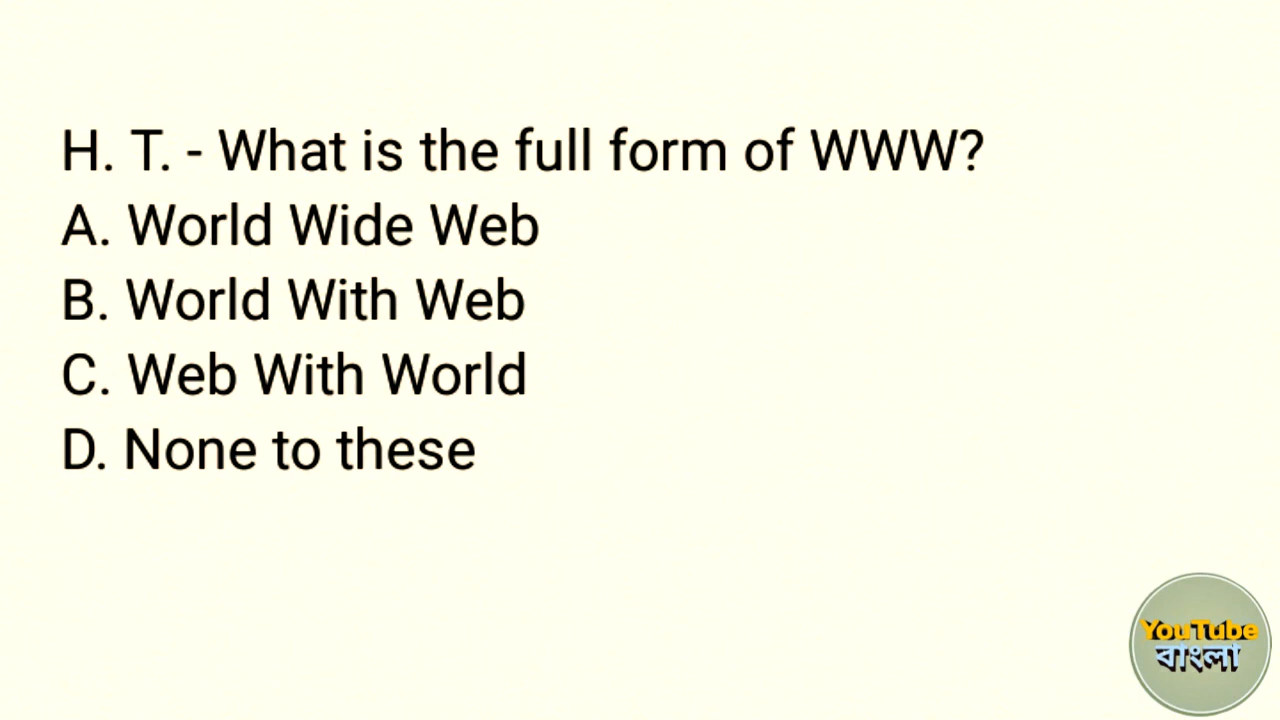 H. T. - What is the full form of WWW?
A. World Wide Web
B. World With Web
C. Web With World
D. None to these
YouTube
বাংলা